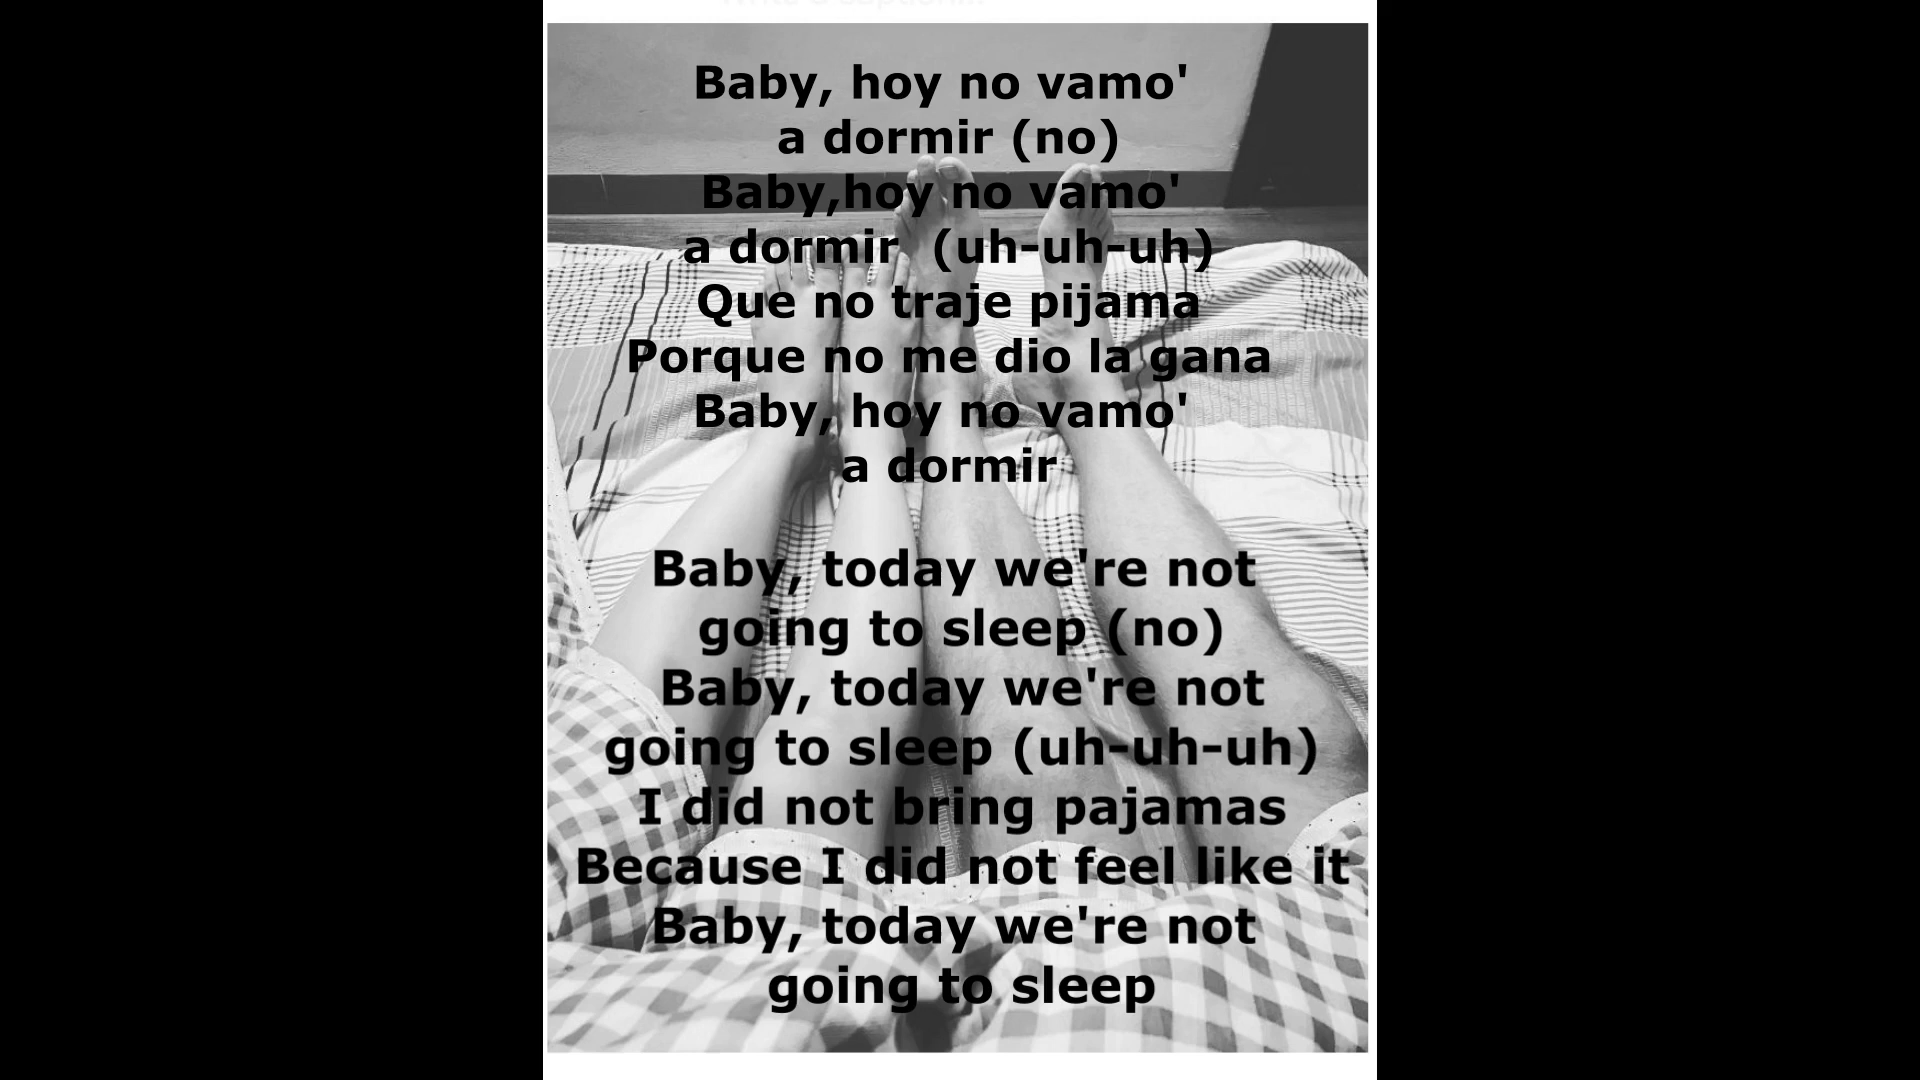 Baby, hoy no vamo'
a dormir (no)
Baby,hoy no vamo'
a dormir (uh-uh-uh)
Que no traje pijama
Porque no me dio la gana
Baby, hoy no vamo'
a dormir
Baby, today we're not
going to sleep (no)
Baby, today we're not
going to sleep (uh-uh-uh)
I did not bring pajamas
Because I did not feel like it
Baby, today we're not
going to sleep